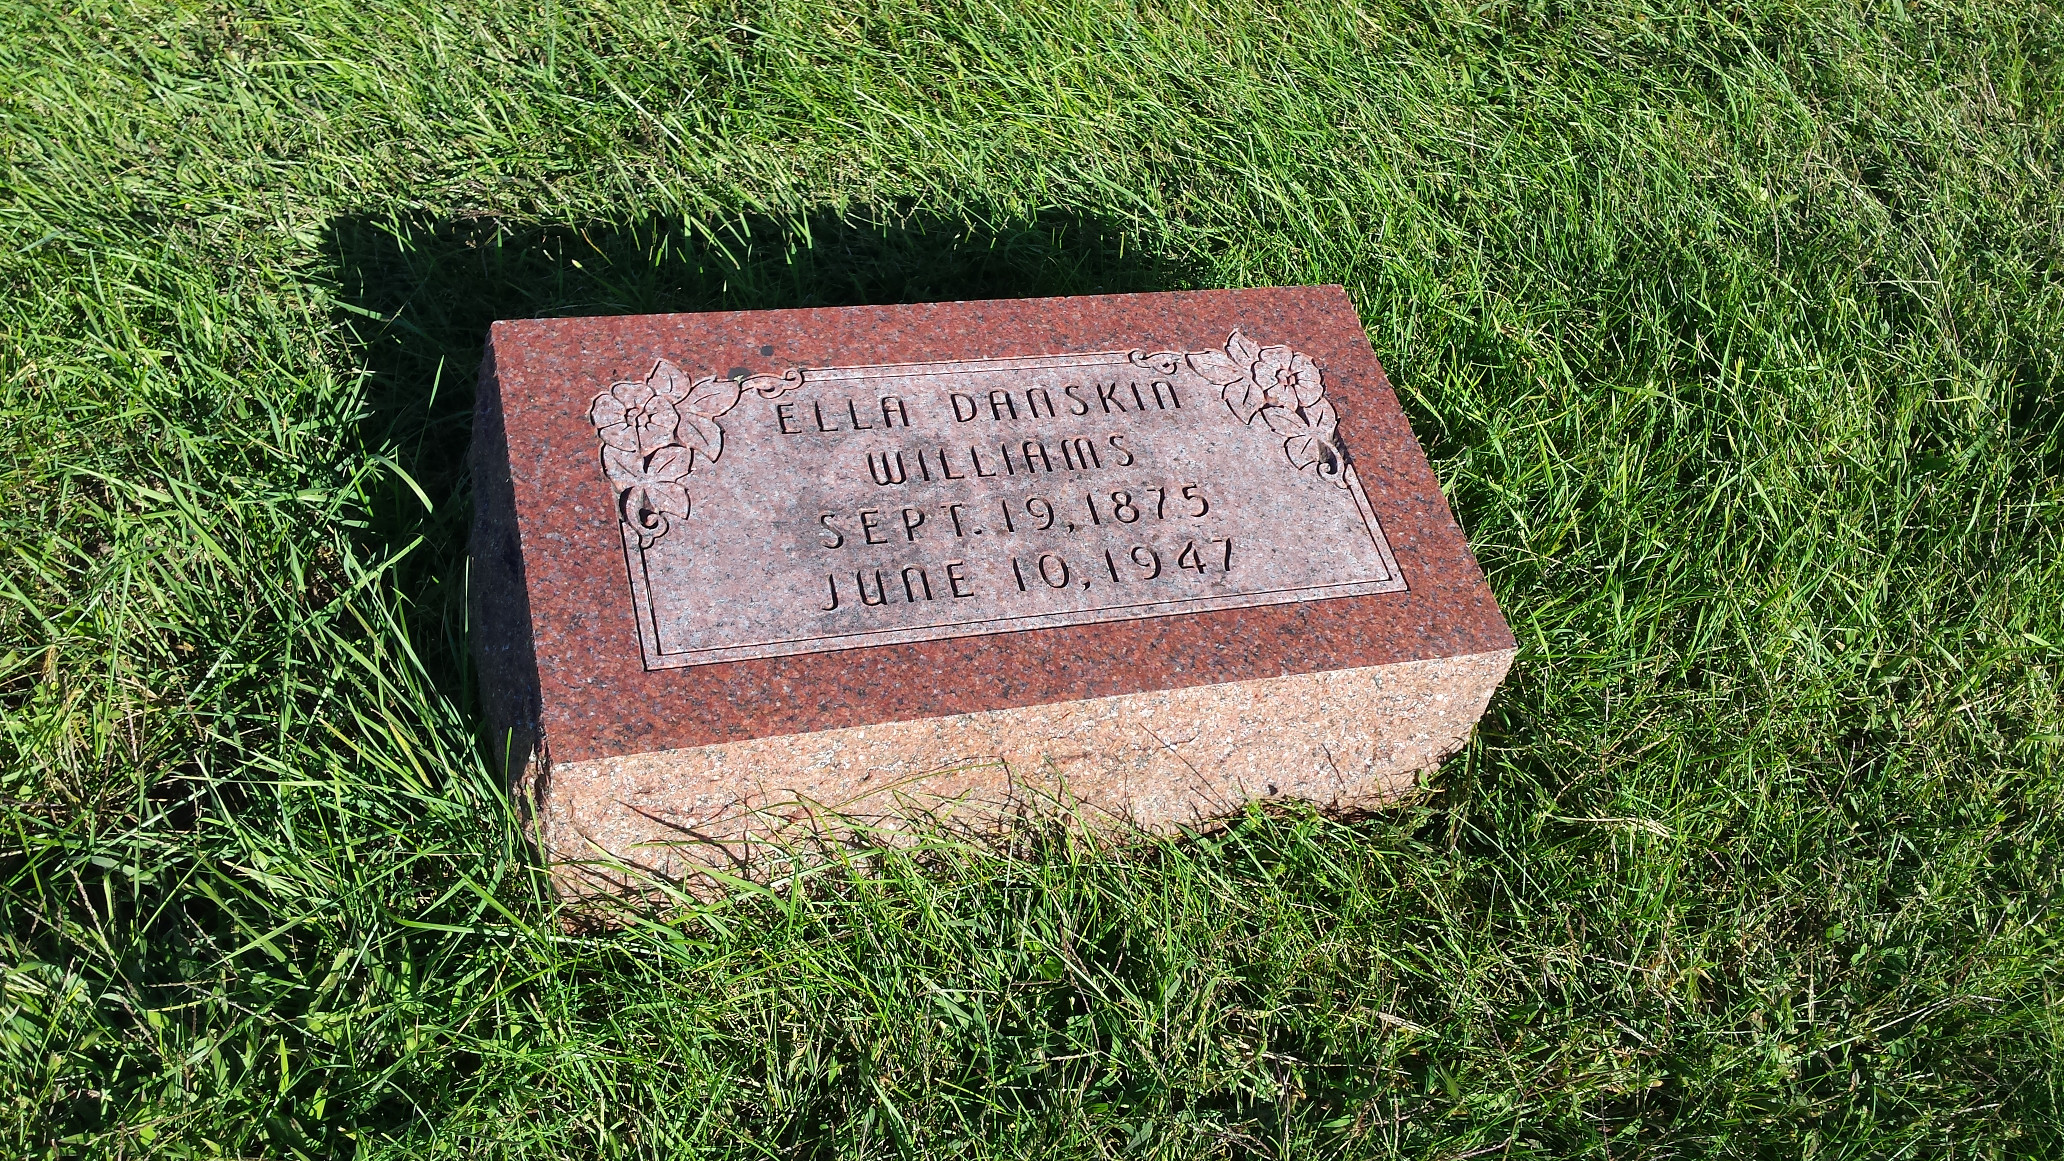 ELLA DANSKIN
WILLIAMS
SEPT. 19, 1875
JUNE 10, 1947